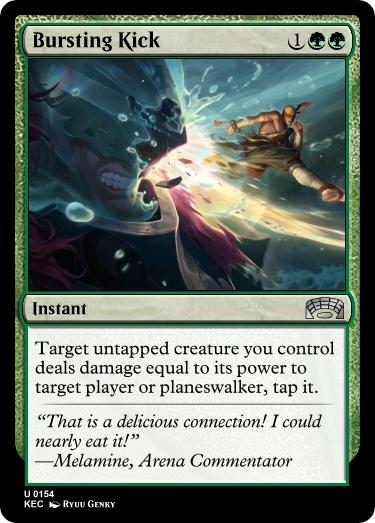 Bursting Kick 1
Instant
Target untapped creature you control
deals damage equal to its power to
target player or planeswalker, tap it.
“That is a delicious connection! I could
nearly eat it!”
—Melamine, Arena Commentator
U 0154
KEC Ryuu Genky